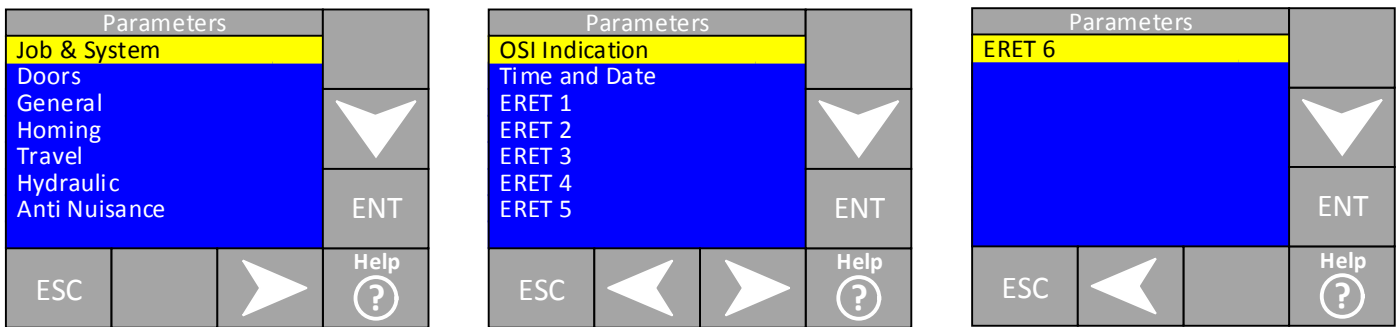 Parameters
Job & System
Doors
General
Homing
Travel
Hydraulic
Anti Nuisance
ENT
ESC
Help
?
Parameters
OSI Indication
Time and Date
ERET 1
ERET 2
ERET 3
ERET 4
ERET 5
ENT
ESC
Help
?
Parameters
ERET 6
ENT
ESC
Help
?